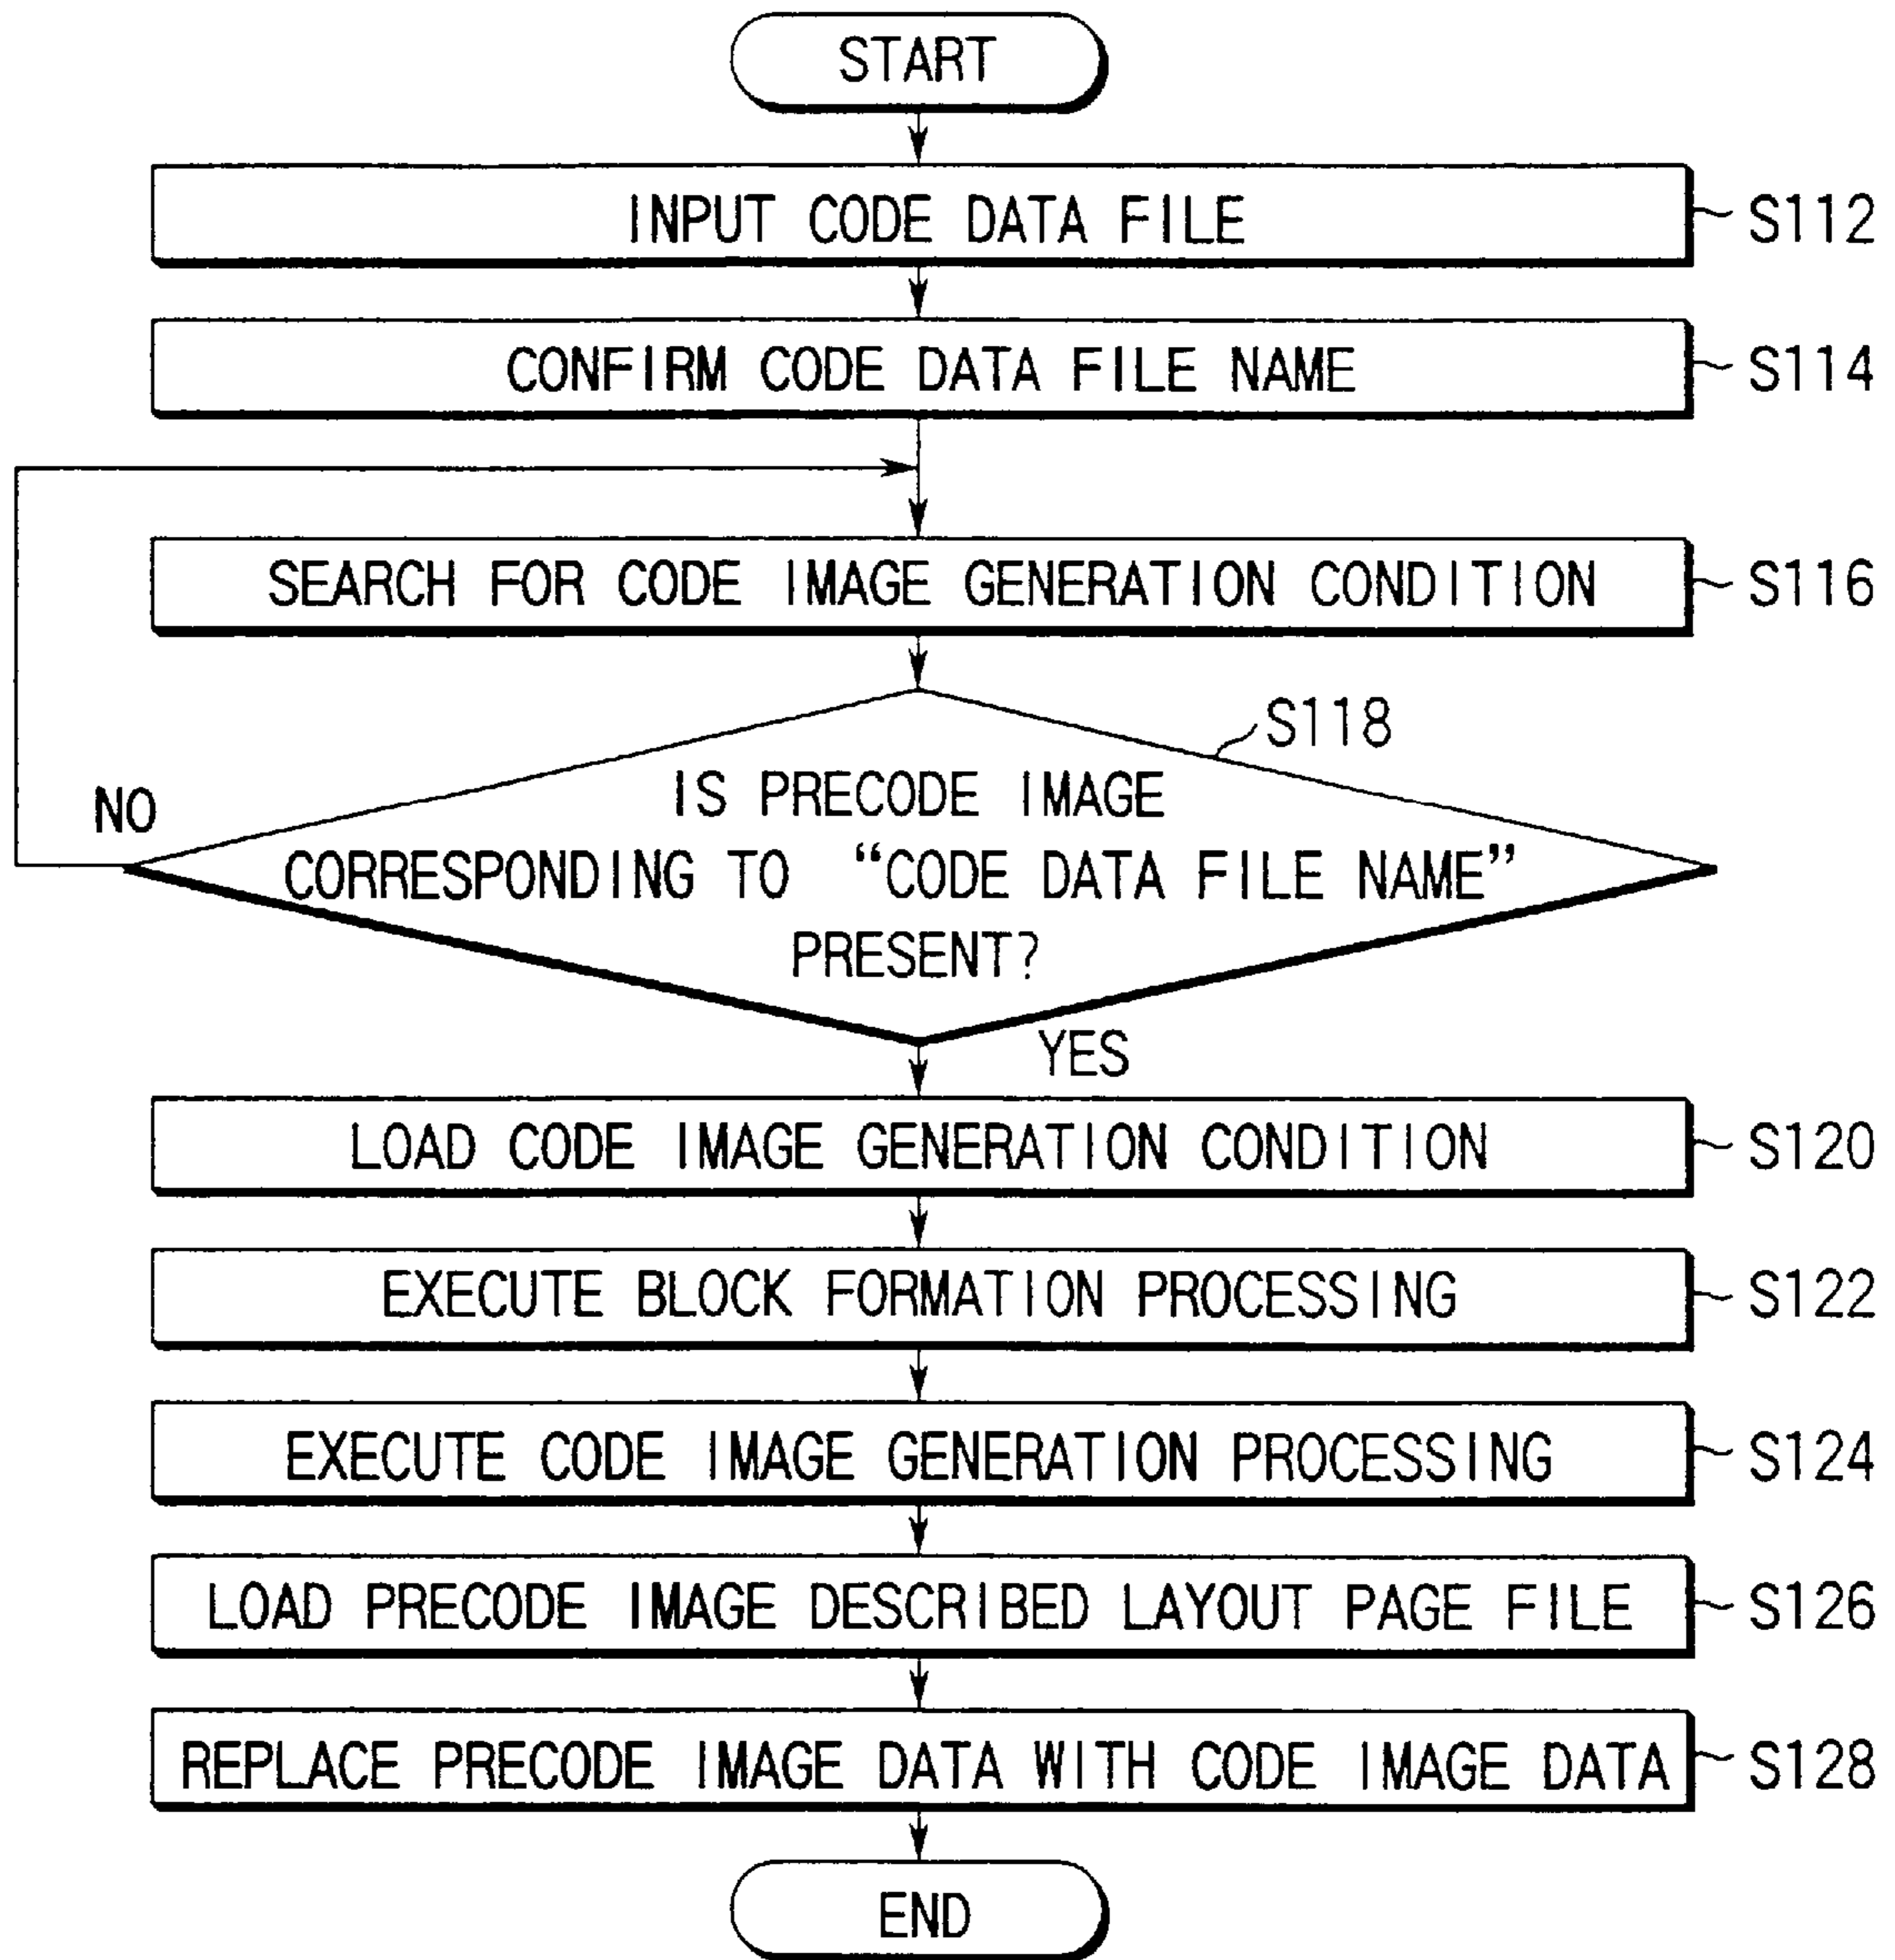 START
INPUT CODE DATA FILE
S112
CONFIRM CODE DATA FILE NAME
S114
SEARCH FOR CODE IMAGE GENERATION CONDITION
S116
S118
IS PRECODE IMAGE
NO
CORRESPONDING TO “CODE DATA FILE NAME”
PRESENT?
YES
LOAD CODE IMAGE GENERATION CONDITION
S120
EXECUTE BLOCK FORMATION PROCESSING
S122
EXECUTE CODE IMAGE GENERATION PROCESSING
S124
LOAD PRECODE IMAGE DESCRIBED LAYOUT PAGE FILE
S126
REPLACE PRECODE IMAGE DATA WITH CODE IMAGE DATA
S128
END